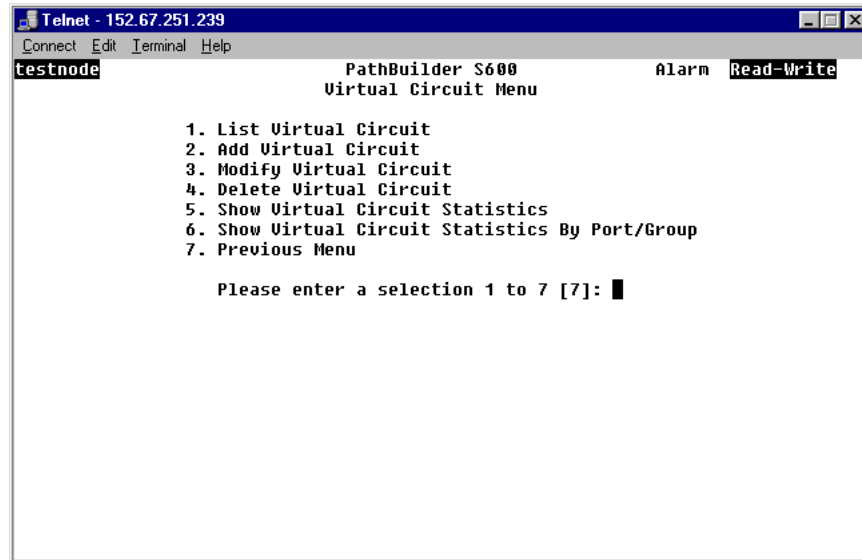 Telnet - 152.67.251.239
Connect Edit Terminal Help
testnode PathBuilder S600 Alarm Read-Write
Virtual Circuit Menu
1. List Virtual Circuit
2. Add Virtual Circuit
3. Modify Virtual Circuit
4. Delete Virtual Circuit
5. Show Virtual Circuit Statistics
6. Show Virtual Circuit Statistics By Port/Group
7. Previous Menu
Please enter a selection 1 to 7 [7]: